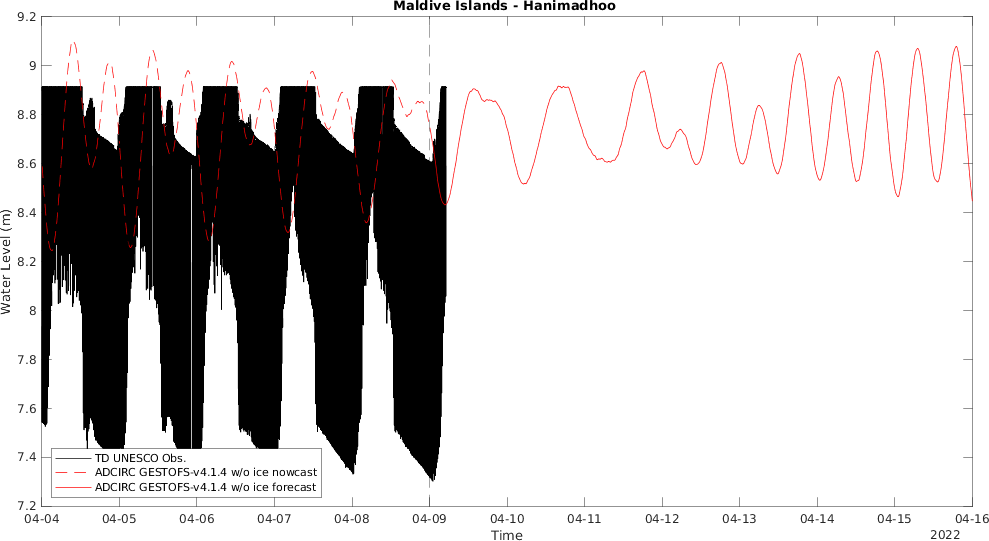 Maldive Islands - Hanimadhoo
9.2
9
8.8
8.6
8.4
8.2
8
7.8
7.6
7.4
7.2
Water Level (m)
TD UNESCO Obs.
ADCIRC GESTOFS-v4.1.4 w/o ice nowcast
ADCIRC GESTOFS-v4.1.4 w/o ice forecast
04-04 04-05 04-06 04-07 04-08 04-09 04-10 04-11 04-12 04-13 04-14 04-15 04-16
Time
2022